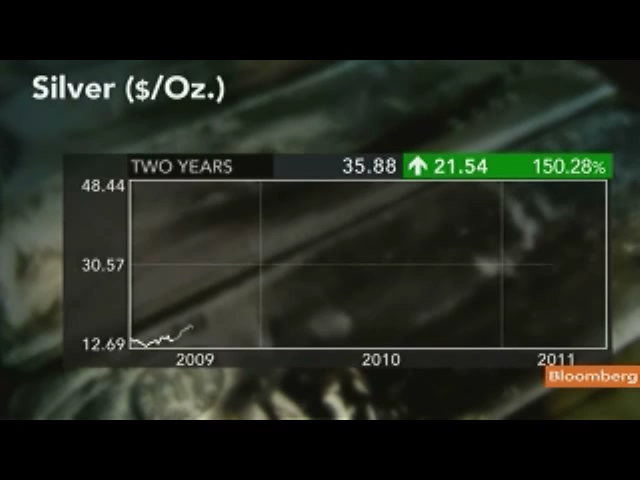 Silver ($/Oz.)
TWO YEARS 35.88 21.54 150.28%
48.44
30.57
12.69
2009 2010 2011
Bloomberg